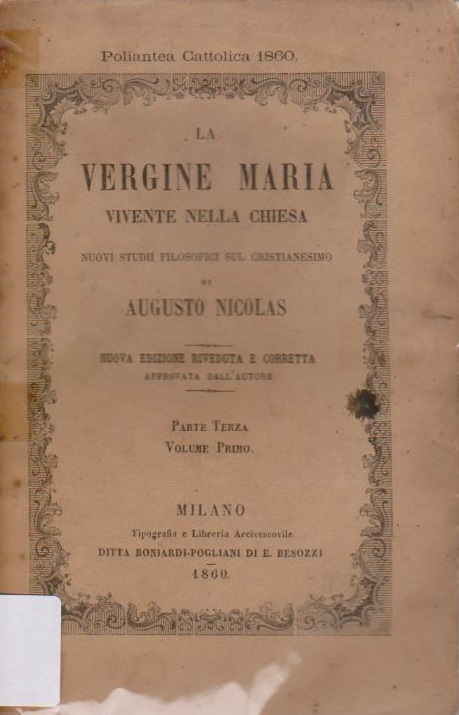 Poliantea Cattolica 1860.
LA
VERGINE MARIA
VIVENTE NELLA CHIESA
NUOVI STUDII FILOSOFICI SUL CRISTIANESIMO
DI
AUGUSTO NICOLAS
NUOVA EDIZIONE RIVEDUTA E CORRETTA
APPROVATA DALL'AUTORE
PARTE TERZA
VOLUME PRIMO.
MILANO
Tipografia e Libreria Arcivescovile
DITTA BONIARDI-POGLIANI DI E. BESOZZI
1860.